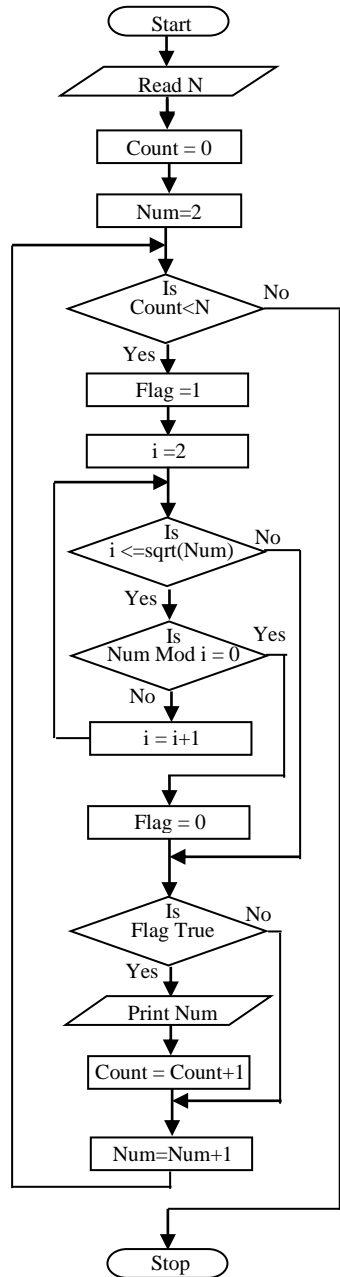 Start
Read N
Count = 0
Num=2
Is
Count<N
No
Yes
Flag =1
i =2
Is
i <=sqrt(Num)
No
Yes
Is
Num Mod i = 0
Yes
No
i = i+1
Flag = 0
Is
Flag True
No
Yes
Print Num
Count = Count+1
Num=Num+1
Stop